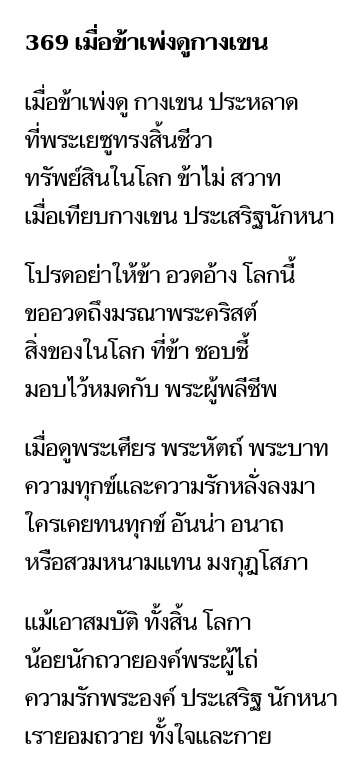 369 เมื่อข้าเพ่งดูกางเขน
เมื่อข้าเพ่งดู กางเขน ประหลาด
ที่พระเยซูทรงสิ้นชีวา
ทรัพย์สินในโลก ข้าไม่ สวาท
เมื่อเทียบกางเขน ประเสริฐนักหนา
โปรดอย่าให้ข้า อวดอ้าง โลกนี้
ขออวดถึงมรณาพระคริสต์
สิ่งของในโลก ที่ข้า ชอบชี้
มอบไว้หมดกับ พระผู้พลีชีพ
เมื่อดูพระเศียร พระหัตถ์ พระบาท
ความทุกข์และความรักหลั่งลงมา
ใครเคยทนทุกข์ อันน่า อนาถ
หรือสวมหนามแทน มงกุฎโสภา
แม้เอาสมบัติ ทั้งสิ้น โลกา
น้อยนักถวายองค์พระผู้ไถ่
ความรักพระองค์ ประเสริฐ นักหนา
เรายอมถวาย ทั้งใจและกาย